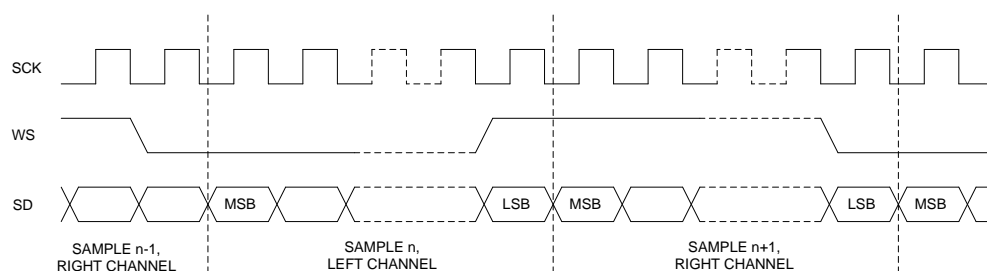 SCK
WS
SD
MSB
LSB
MSB
LSB
MSB
SAMPLE n-1,
RIGHT CHANNEL
SAMPLE n,
LEFT CHANNEL
SAMPLE n+1,
RIGHT CHANNEL